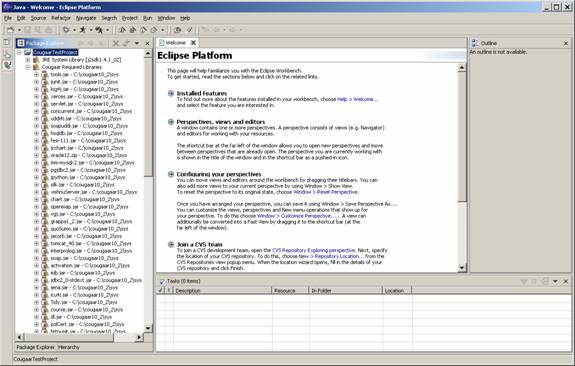 Java - Welcome - Eclipse Platform
File Edit Source Refactor Navigate Search Project Run Window Help
Package Explorer
CougaarTestProject
JRE System Library [j2sdk1.4.1_02]
Cougaar Required Libraries
tools.jar - C:\cougaar10_2\sys
junit.jar - C:\cougaar10_2\sys
log4j.jar - C:\cougaar10_2\sys
xerces.jar - C:\cougaar10_2\sys
servlet.jar - C:\cougaar10_2\sys
concurrent.jar - C:\cougaar10_2\sys
uddi4j.jar - C:\cougaar10_2\sys
soapuddi.jar - C:\cougaar10_2\sys
hsqldb.jar - C:\cougaar10_2\sys
fesi-111.jar - C:\cougaar10_2\sys
jcchart.jar - C:\cougaar10_2\sys
oracle12.zip - C:\cougaar10_2\sys
mm-mysql-2.jar - C:\cougaar10_2\sys
pgjdbc2.jar - C:\cougaar10_2\sys
jpython.jar - C:\cougaar10_2\sys
silk.jar - C:\cougaar10_2\sys
vishnuServer.jar - C:\cougaar10_2\sys
chart.jar - C:\cougaar10_2\sys
openmap.jar - C:\cougaar10_2\sys
vgj.jar - C:\cougaar10_2\sys
grappa1_2.jar - C:\cougaar10_2\sys
quoSumo.jar - C:\cougaar10_2\sys
jacorb.jar - C:\cougaar10_2\sys
tomcat_40.jar - C:\cougaar10_2\sys
interprolog.jar - C:\cougaar10_2\sys
soap.jar - C:\cougaar10_2\sys
activation.jar - C:\cougaar10_2\sys
ejb.jar - C:\cougaar10_2\sys
jdbc2_0-stdext.jar - C:\cougaar10_2\sys
jena.jar - C:\cougaar10_2\sys
icu4j.jar - C:\cougaar10_2\sys
Tidy.jar - C:\cougaar10_2\sys
course.jar - C:\cougaar10_2\sys
dl.jar - C:\cougaar10_2\sys
polCert.jar - C:\cougaar10_2\sys
httpunit.jar - C:\cougaar10_2\sys
Package Explorer Hierarchy
Welcome
Eclipse Platform
This page will help familiarize you with the Eclipse Workbench.
To get started, read the sections below and click on the related links.
Installed Features
To find out more about the features installed in your workbench, choose Help > Welcome...
and select the feature you are interested in.
Perspectives, views and editors
A window contains one or more perspectives. A perspective consists of views (e.g. Navigator)
and editors for working with your resources.
The shortcut bar at the far left of the window allows you to open new perspectives and move
between perspectives that are already open. The perspective you are currently working with
is shown in the title of the window and in the shortcut bar as a pushed-in icon.
Configuring your perspectives
You can move views and editors around the workbench by dragging their titlebars. You can
also add more views to your current perspective by using Window > Show View.
To reset the perspective to its original state, choose Window > Reset Perspective.
Once you have arranged your perspective, you can save it using Window > Save Perspective As....
You can customize the views, perspectives and New menu operations that show up for
your perspective. To do this choose Window > Customize Perspective.... A view can
additionally be converted into a Fast View by dragging it to the shortcut bar (at the
far left of the window).
Join a CVS team
To join a CVS development team, open the CVS Repository Exploring perspective. Next, specify
the location of your CVS repository. To do this, choose New > Repository Location... from the
CVS Repositories view popup menu. When the location wizard opens, fill in the details of your
CVS repository and click Finish.
Outline
An outline is not available.
Tasks (0 items)
! Description Resource In Folder Location
CougaarTestProject